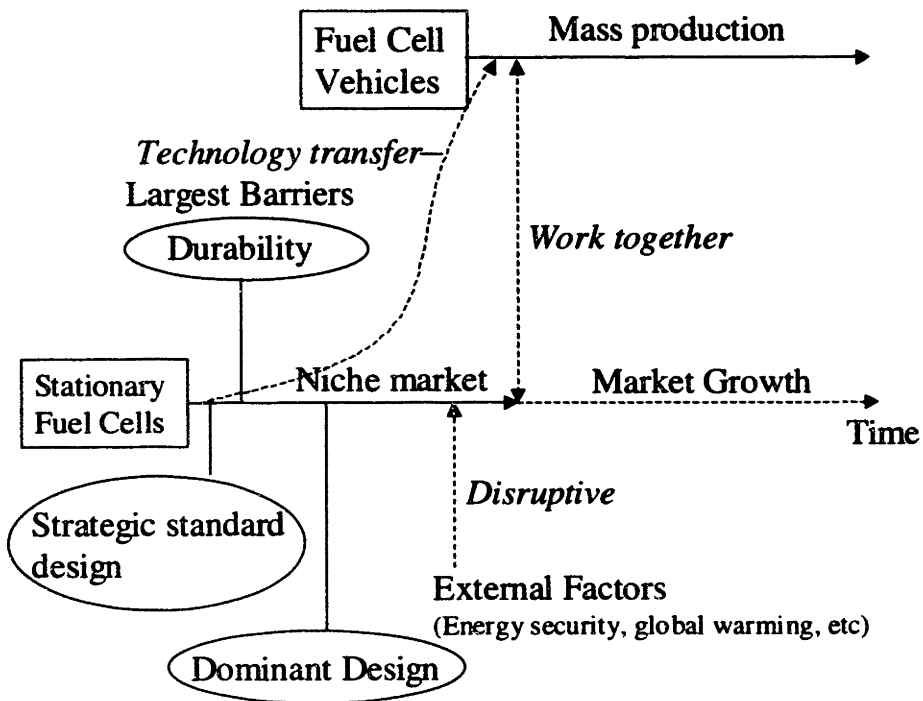 Fuel Cell
Vehicles
Mass production
Technology transfer
Largest Barriers
Durability
Work together
Stationary
Fuel Cells
Niche market
Market Growth
Time
Strategic standard
design
Disruptive
External Factors
(Energy security, global warming, etc)
Dominant Design